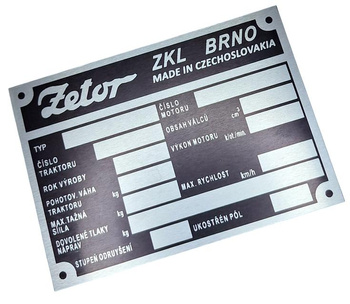 Zetor
ZKL BRNO
MADE IN CZECHOSLOVAKIA
TYP
ČÍSLO
TRAKTORU
ROK VÝROBY
POHOTOV. VÁHA
TRAKTORU kg
MAX. TAŽNÁ
SÍLA kg
DOVOLENÉ TLAKY
NÁPRAV kg
STUPEŇ ODRUŠENÍ
ČÍSLO
MOTORU
OBSAH VÁLCŮ cm³
VÝKON MOTORU k/ot/min.
MAX. RYCHLOST km/h
UKOSTŘEN PÓL